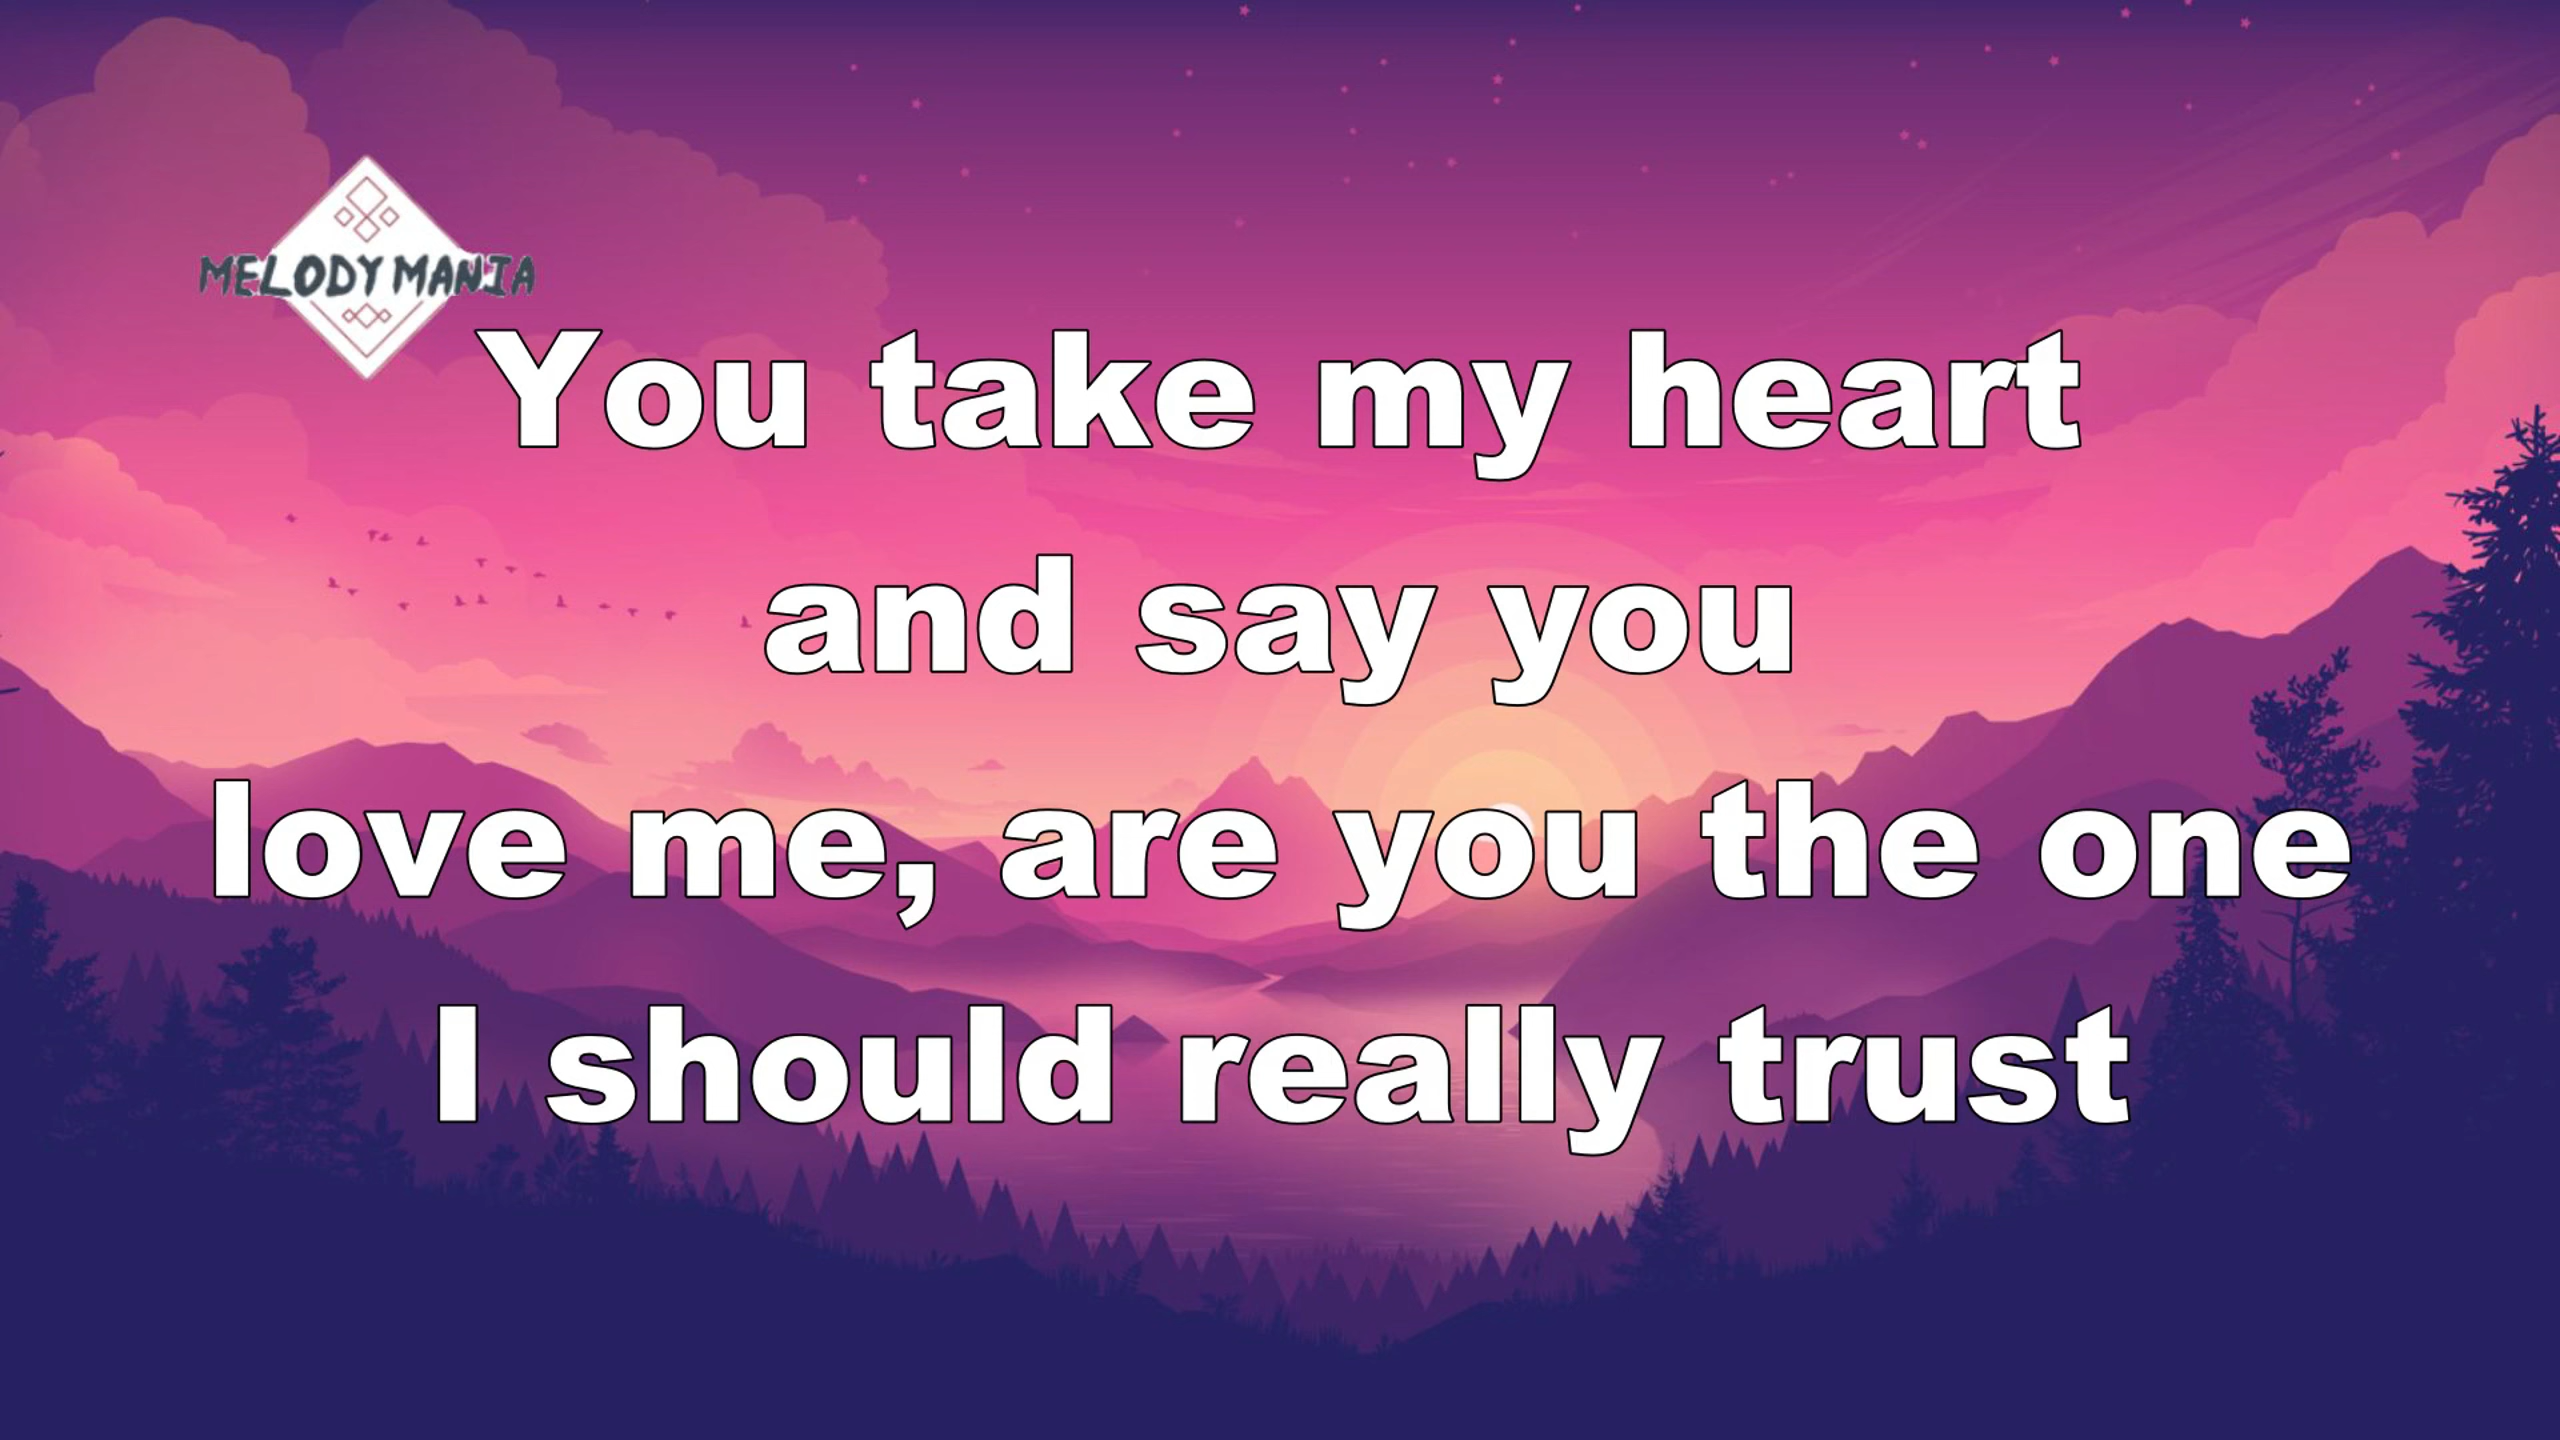 MELODY MANIA
You take my heart
and say you
love me, are you the one
I should really trust